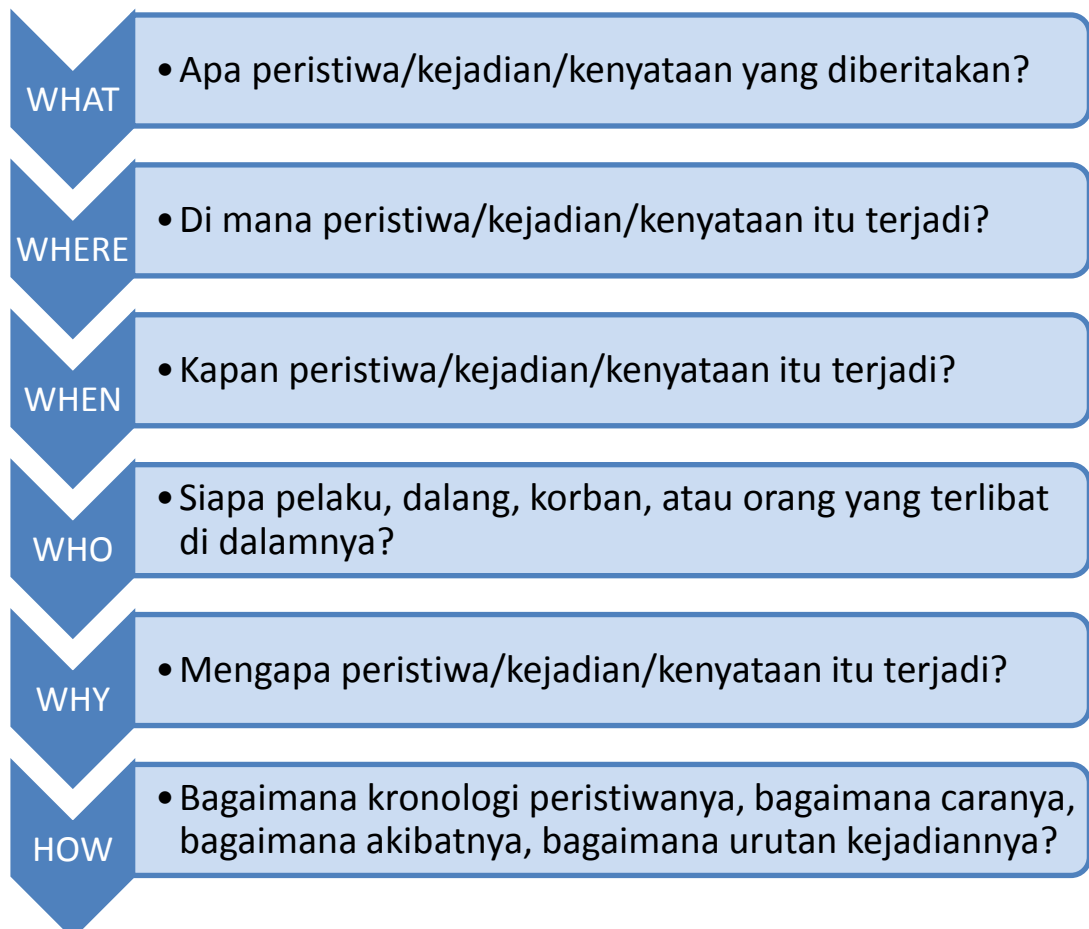 WHAT
•Apa peristiwa/kejadian/kenyataan yang diberitakan?
WHERE
•Di mana peristiwa/kejadian/kenyataan itu terjadi?
WHEN
•Kapan peristiwa/kejadian/kenyataan itu terjadi?
WHO
•Siapa pelaku, dalang, korban, atau orang yang terlibat
di dalamnya?
WHY
•Mengapa peristiwa/kejadian/kenyataan itu terjadi?
HOW
•Bagaimana kronologi peristiwanya, bagaimana caranya,
bagaimana akibatnya, bagaimana urutan kejadiannya?